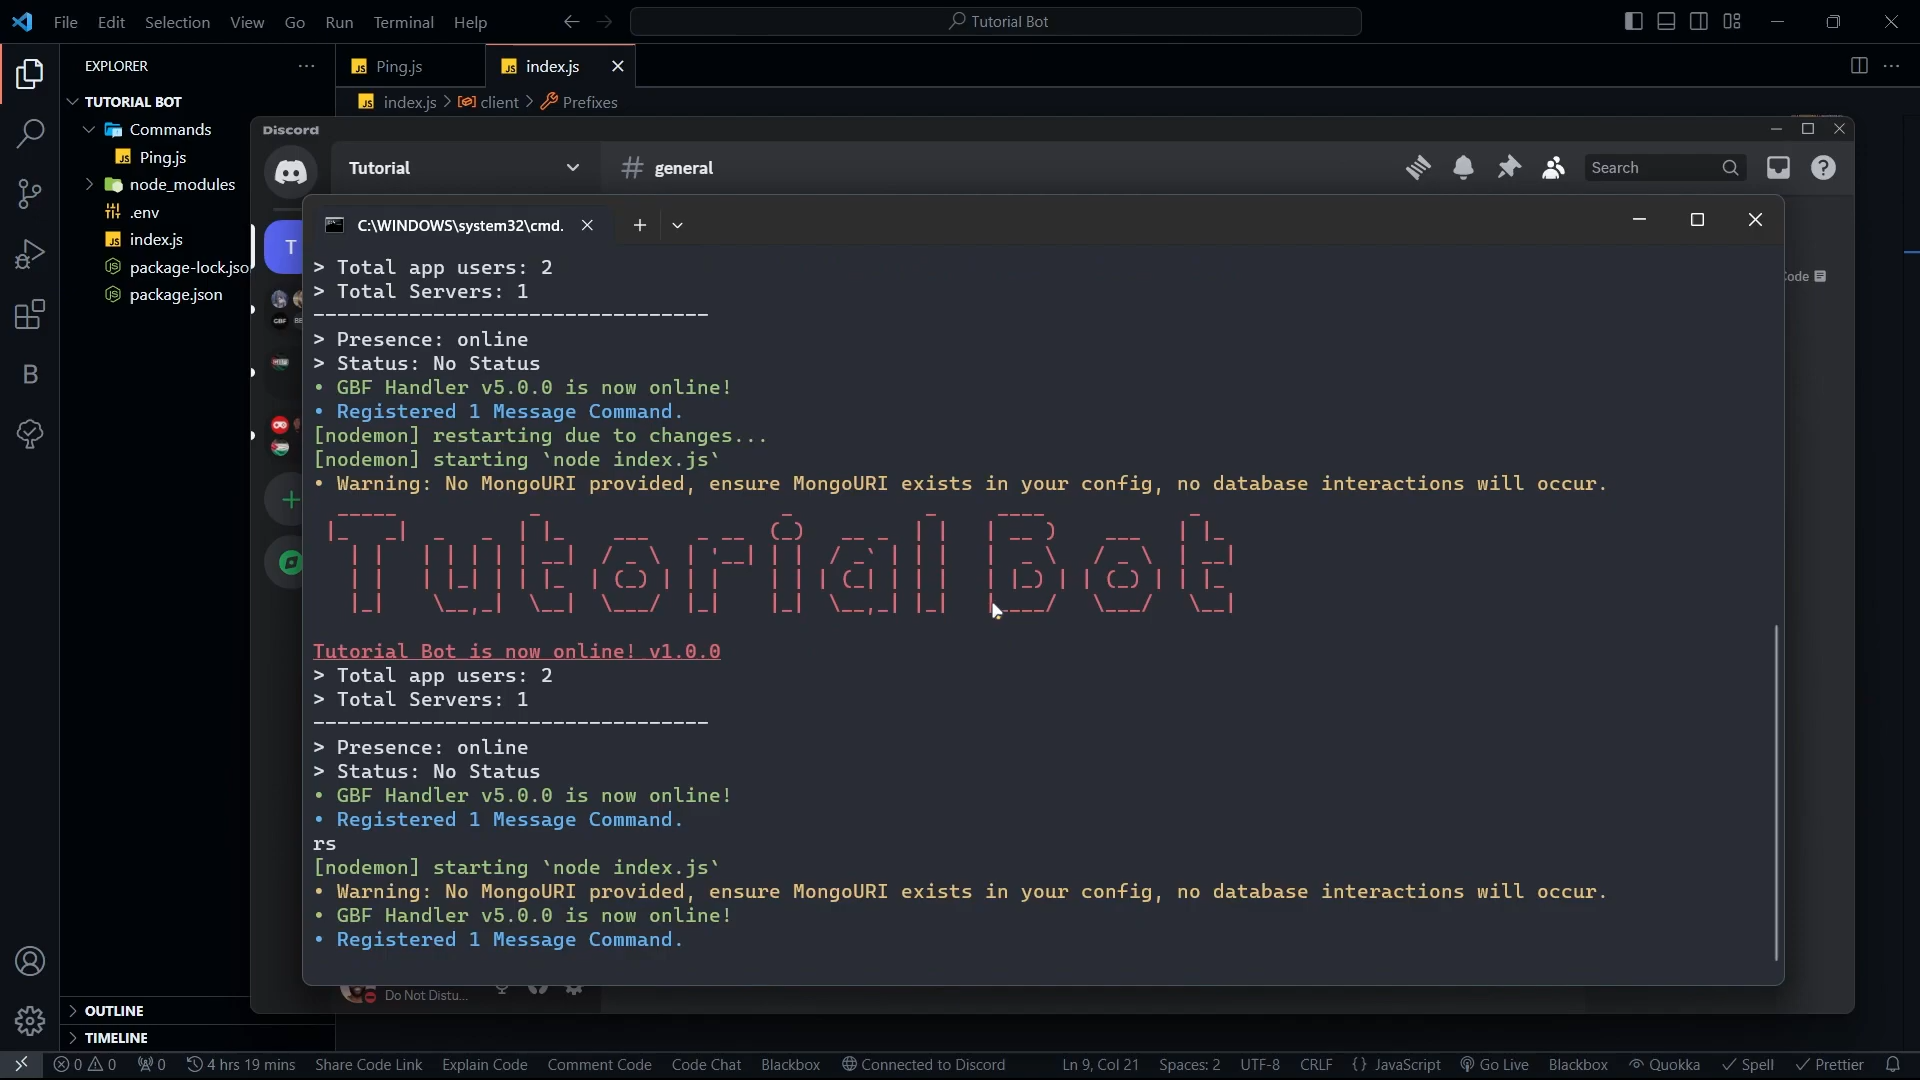 File Edit Selection View Go Run Terminal Help
Tutorial Bot
EXPLORER
Ping.js
index.js
TUTORIAL BOT
index.js > client > Prefixes
Commands
Ping.js
node_modules
.env
index.js
package-lock.jso
package.json
Discord
Tutorial
general
Search
T
C:\WINDOWS\system32\cmd.
> Total app users: 2
> Total Servers: 1
---------------------------------
> Presence: online
> Status: No Status
• GBF Handler v5.0.0 is now online!
• Registered 1 Message Command.
[nodemon] restarting due to changes...
[nodemon] starting `node index.js`
• Warning: No MongoURI provided, ensure MongoURI exists in your config, no database interactions will occur.
Tutorial Bot
Tutorial Bot is now online! v1.0.0
> Total app users: 2
> Total Servers: 1
---------------------------------
> Presence: online
> Status: No Status
• GBF Handler v5.0.0 is now online!
• Registered 1 Message Command.
rs
[nodemon] starting `node index.js`
• Warning: No MongoURI provided, ensure MongoURI exists in your config, no database interactions will occur.
• GBF Handler v5.0.0 is now online!
• Registered 1 Message Command.
Do Not Distu...
OUTLINE
TIMELINE
0 0 0 4 hrs 19 mins Share Code Link Explain Code Comment Code Code Chat Blackbox Connected to Discord Ln 9, Col 21 Spaces: 2 UTF-8 CRLF {} JavaScript Go Live Blackbox Quokka Spell Prettier